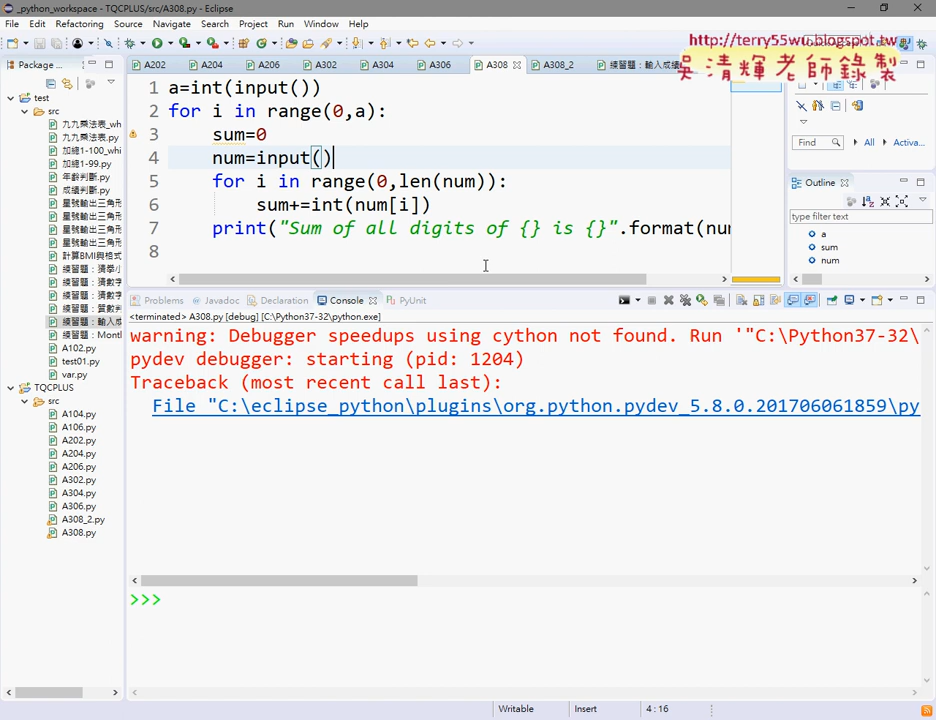 _python_workspace - TQCPLUS/src/A308.py - Eclipse
File Edit Refactoring Source Navigate Search Project Run Window Help
http://terry55wu.blogspot.tw
吳清輝老師錄製
Package ...
A202 A204 A206 A302 A304 A306 A308 A308_2 練習題：輸入成績
test
src
九九乘法表_wh
九九乘法表.py
加總1-100_whi
加總1-99.py
年齡判斷.py
成績判斷.py
星號輸出三角形
星號輸出三角形
星號輸出三角形
星號輸出三角形
計算BMI與格式
練習題：猜學小
練習題：猜數字
練習題：猜數字
練習題：質數判
練習題：輸入成
練習題：Montl
A102.py
test01.py
var.py
TQCPLUS
src
A104.py
A106.py
A202.py
A204.py
A206.py
A302.py
A304.py
A306.py
A308_2.py
A308.py
1 a=int(input())
2 for i in range(0,a):
3 sum=0
4 num=input()
5 for i in range(0,len(num)):
6 sum+=int(num[i])
7 print("Sum of all digits of {} is {}".format(num
8
Find All Activa...
Outline
type filter text
a
sum
num
Problems Javadoc Declaration Console PyUnit
<terminated> A308.py [debug] [C:\Python37-32\python.exe]
warning: Debugger speedups using cython not found. Run '"C:\Python37-32\
pydev debugger: starting (pid: 1204)
Traceback (most recent call last):
File "C:\eclipse_python\plugins\org.python.pydev_5.8.0.201706061859\py
>>>
Writable Insert 4 : 16